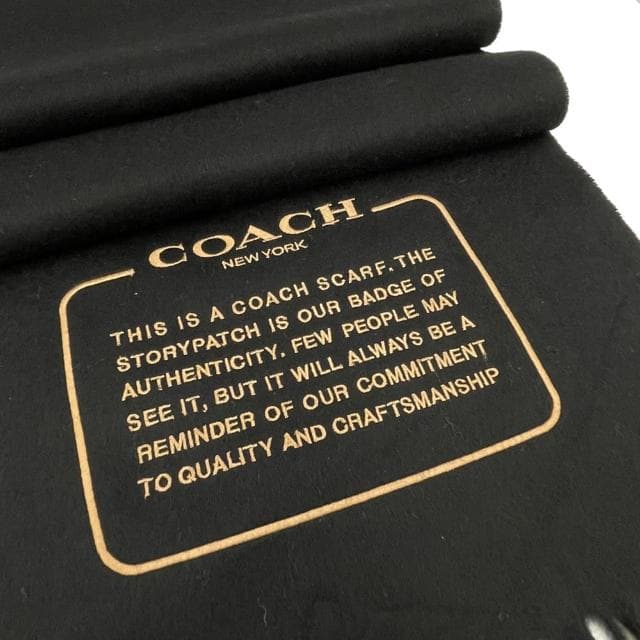 COACH
NEW YORK
THIS IS A COACH SCARF. THE
STORYPATCH IS OUR BADGE OF
AUTHENTICITY. FEW PEOPLE MAY
SEE IT, BUT IT WILL ALWAYS BE A
REMINDER OF OUR COMMITMENT
TO QUALITY AND CRAFTSMANSHIP